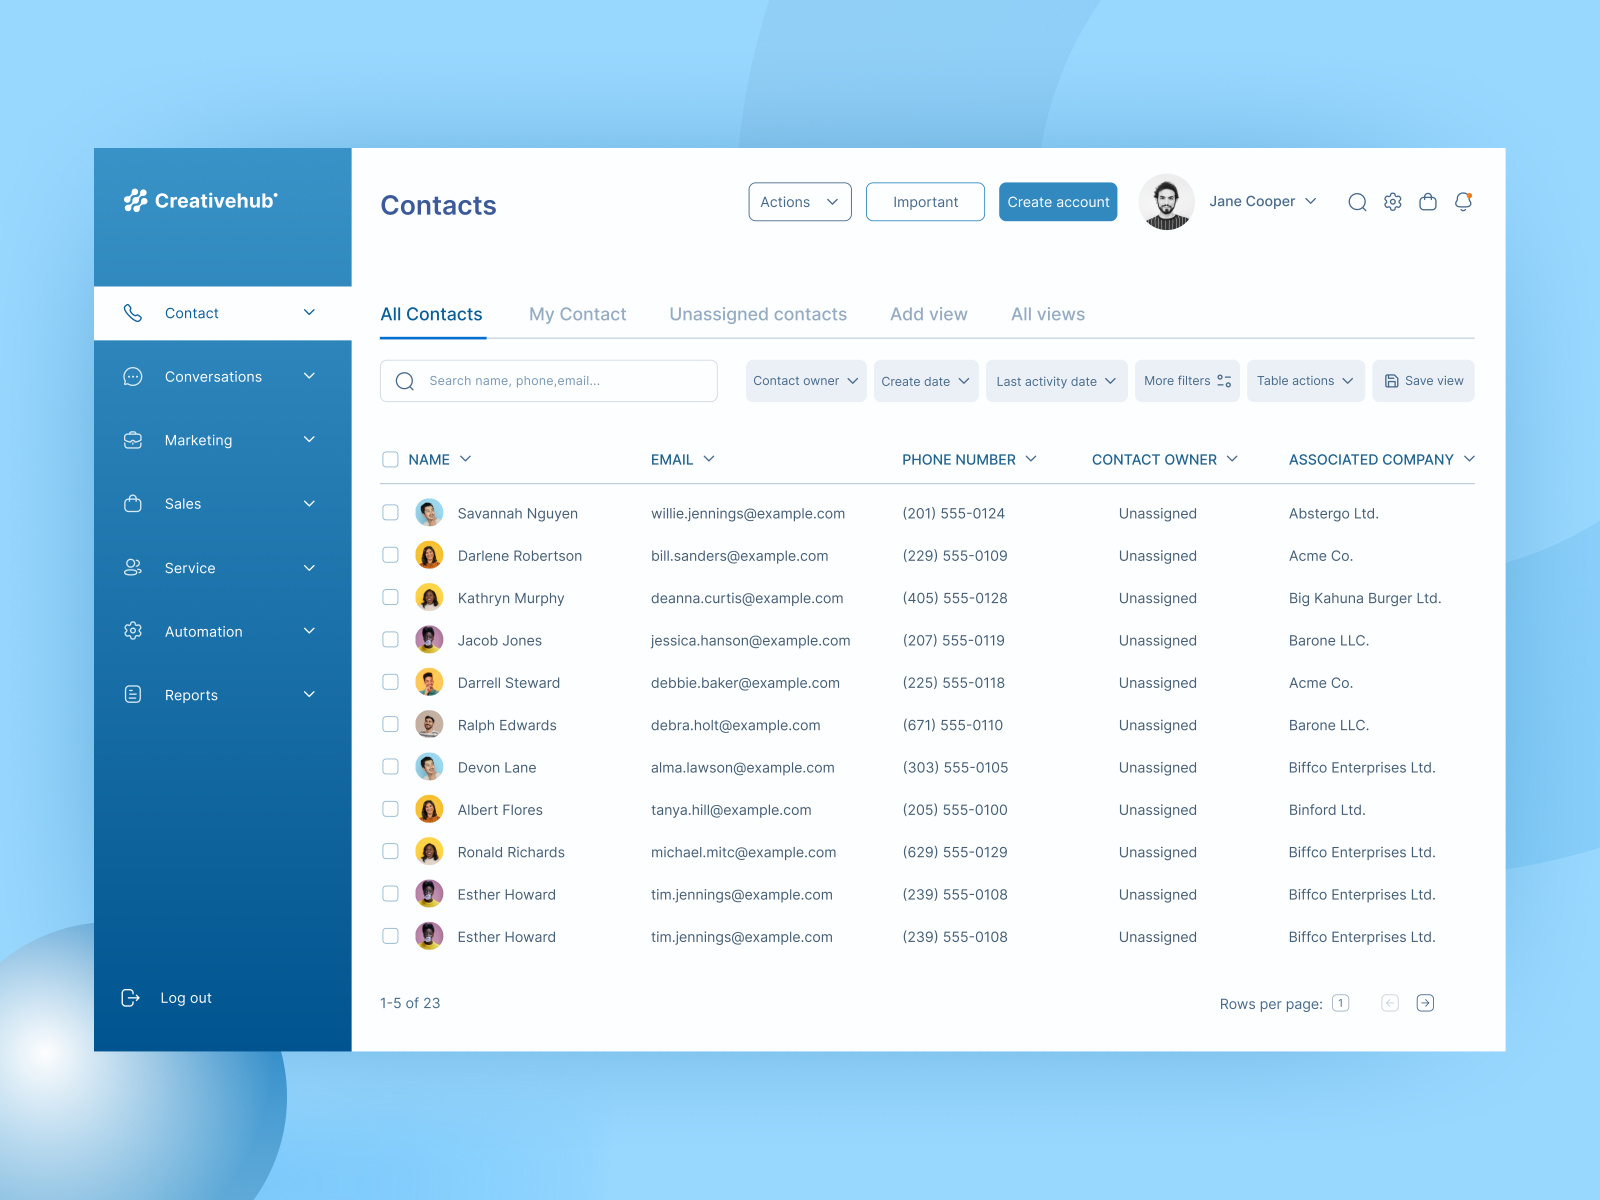 Creativehub
Contacts
Actions
Important
Create account
Jane Cooper
Contact
Conversations
Marketing
Sales
Service
Automation
Reports
Log out
All Contacts My Contact Unassigned contacts Add view All views
Search name, phone,email...
Contact owner Create date Last activity date More filters Table actions Save view
NAME EMAIL PHONE NUMBER CONTACT OWNER ASSOCIATED COMPANY
Savannah Nguyen willie.jennings@example.com (201) 555-0124 Unassigned Abstergo Ltd.
Darlene Robertson bill.sanders@example.com (229) 555-0109 Unassigned Acme Co.
Kathryn Murphy deanna.curtis@example.com (405) 555-0128 Unassigned Big Kahuna Burger Ltd.
Jacob Jones jessica.hanson@example.com (207) 555-0119 Unassigned Barone LLC.
Darrell Steward debbie.baker@example.com (225) 555-0118 Unassigned Acme Co.
Ralph Edwards debra.holt@example.com (671) 555-0110 Unassigned Barone LLC.
Devon Lane alma.lawson@example.com (303) 555-0105 Unassigned Biffco Enterprises Ltd.
Albert Flores tanya.hill@example.com (205) 555-0100 Unassigned Binford Ltd.
Ronald Richards michael.mitc@example.com (629) 555-0129 Unassigned Biffco Enterprises Ltd.
Esther Howard tim.jennings@example.com (239) 555-0108 Unassigned Biffco Enterprises Ltd.
Esther Howard tim.jennings@example.com (239) 555-0108 Unassigned Biffco Enterprises Ltd.
1-5 of 23
Rows per page: 1